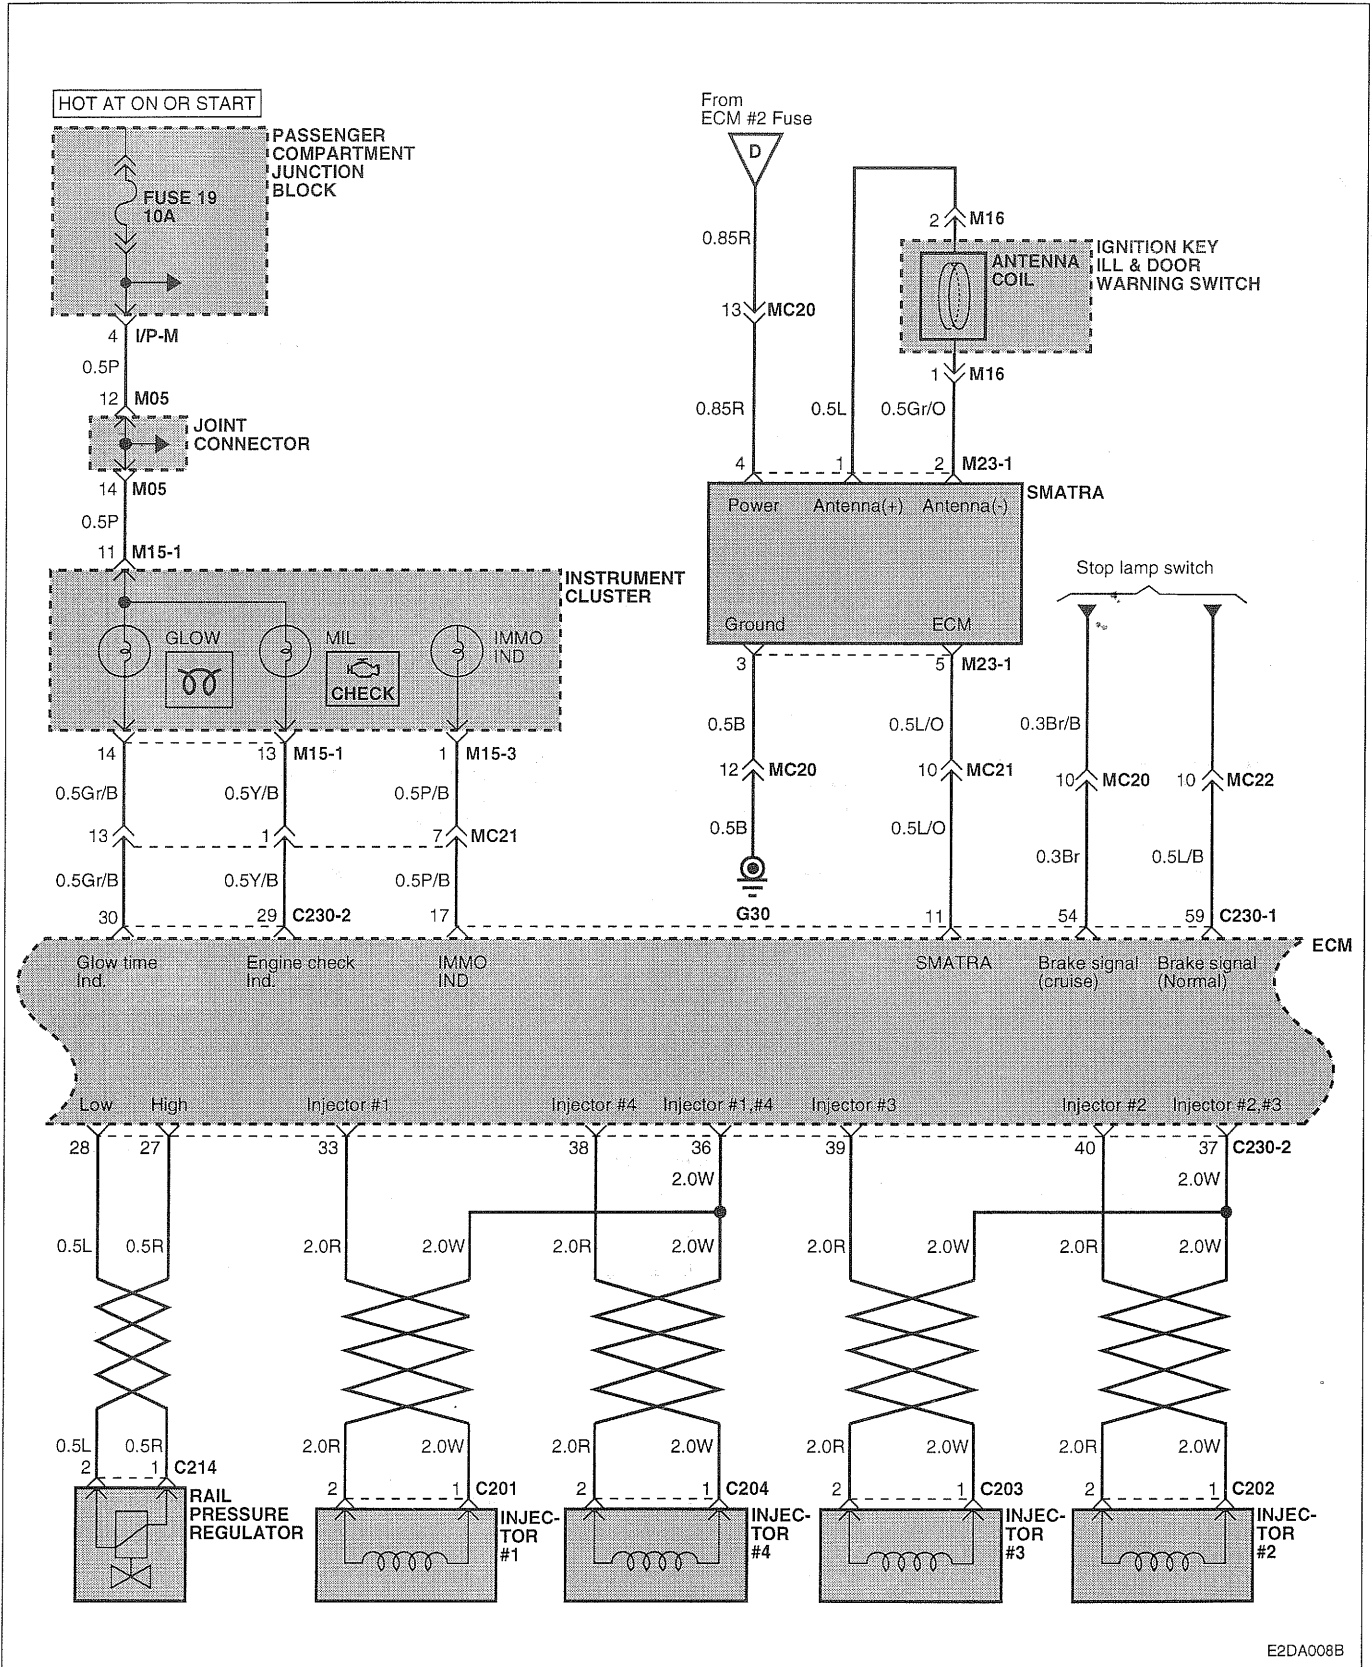 HOT AT ON OR START
PASSENGER
COMPARTMENT
JUNCTION
BLOCK
FUSE 19
10A
4 I/P-M
0.5P
12 M05
JOINT
CONNECTOR
14 M05
0.5P
11 M15-1
INSTRUMENT
CLUSTER
GLOW
MIL
CHECK
IMMO
IND
14 13 M15-1 1 M15-3
0.5Gr/B 0.5Y/B 0.5P/B
13 1 7 MC21
0.5Gr/B 0.5Y/B 0.5P/B
30 29 C230-2 17
From
ECM #2 Fuse
D
0.85R
13 MC20
2 M16
ANTENNA
COIL
IGNITION KEY
ILL & DOOR
WARNING SWITCH
1 M16
0.85R 0.5L 0.5Gr/O
4 1 2 M23-1
SMATRA
Power Antenna(+) Antenna(-)
Ground ECM
3 5 M23-1
0.5B 0.5L/O
12 MC20 10 MC21
0.5B 0.5L/O
G30
11
Stop lamp switch
0.3Br/B
10 MC20 10 MC22
0.3Br 0.5L/B
54 59 C230-1
ECM
Glow time
Ind.
Engine check
Ind.
IMMO
IND
SMATRA
Brake signal
(cruise)
Brake signal
(Normal)
Low High Injector #1 Injector #4 Injector #1,#4 Injector #3 Injector #2 Injector #2,#3
28 27 33 38 36 39 40 37 C230-2
2.0W 2.0W
0.5L 0.5R 2.0R 2.0W 2.0R 2.0W 2.0R 2.0W 2.0R 2.0W
0.5L 0.5R 2.0R 2.0W 2.0R 2.0W 2.0R 2.0W 2.0R 2.0W
2 1 C214 2 1 C201 2 1 C204 2 1 C203 2 1 C202
RAIL
PRESSURE
REGULATOR
INJEC-
TOR
#1
INJEC-
TOR
#4
INJEC-
TOR
#3
INJEC-
TOR
#2
E2DA008B